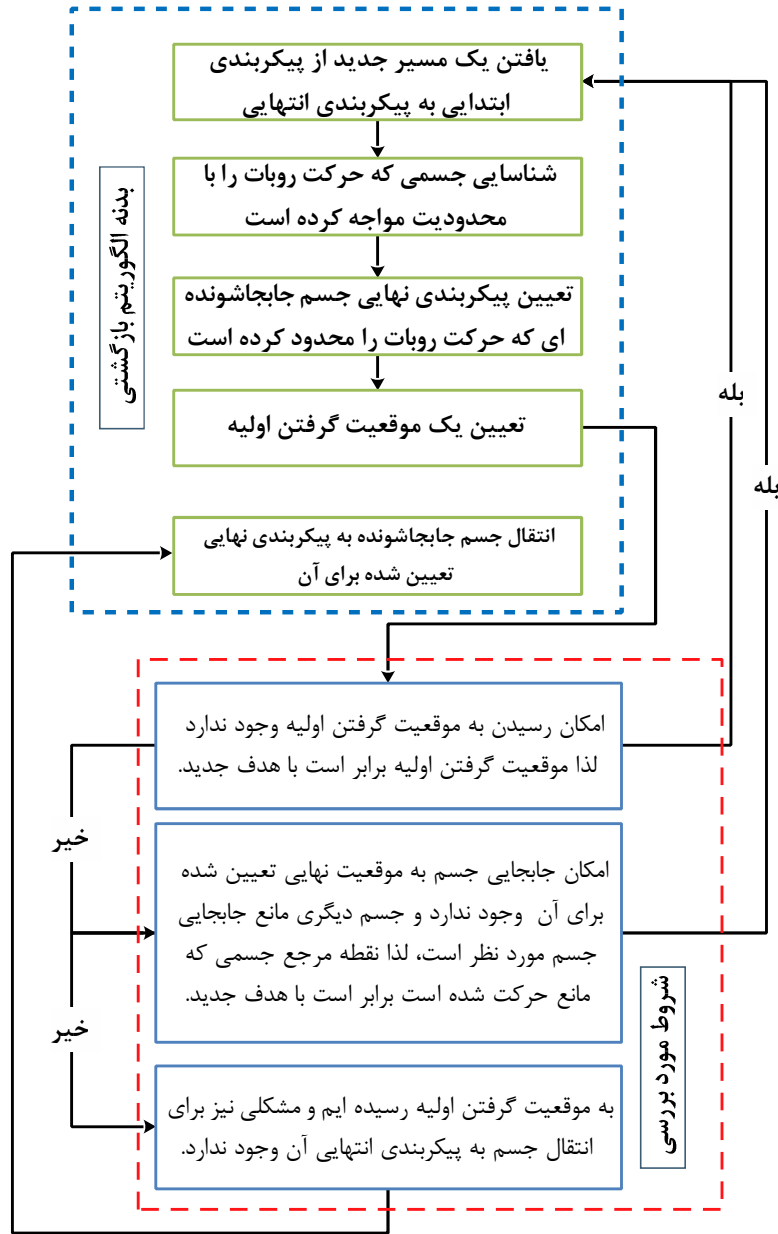 یافتن یک مسیر جدید از پیکربندی
ابتدایی به پیکربندی انتهایی
شناسایی جسمی که حرکت روبات را با
محدودیت مواجه کرده است
تعیین پیکربندی نهایی جسم جابجاشونده
ای که حرکت روبات را محدود کرده است
تعیین یک موقعیت گرفتن اولیه
انتقال جسم جابجاشونده به پیکربندی نهایی
تعیین شده برای آن
بدنه الگوریتم بازگشتی
بله
بله
امکان رسیدن به موقعیت گرفتن اولیه وجود ندارد
لذا موقعیت گرفتن اولیه برابر است با هدف جدید.
خیر
امکان جابجایی جسم به موقعیت نهایی تعیین شده
برای آن وجود ندارد و جسم دیگری مانع جابجایی
جسم مورد نظر است، لذا نقطه مرجع جسمی که
مانع حرکت شده است برابر است با هدف جدید.
خیر
به موقعیت گرفتن اولیه رسیده ایم و مشکلی نیز برای
انتقال جسم به پیکربندی انتهایی آن وجود ندارد.
شروط مورد بررسی